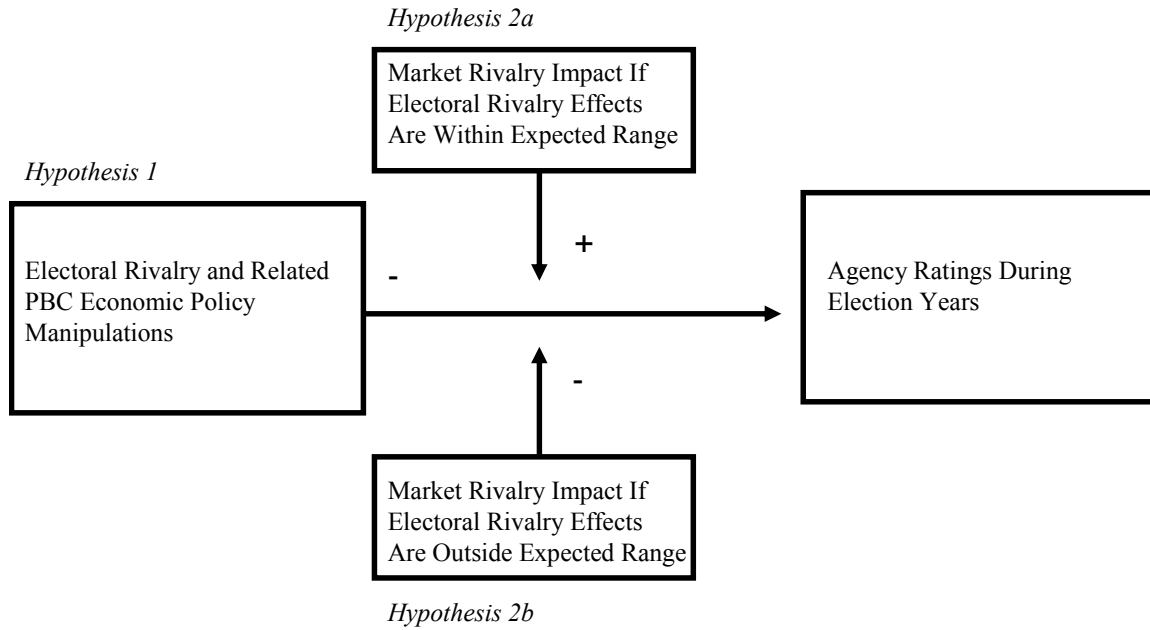 Hypothesis 2a
Market Rivalry Impact If
Electoral Rivalry Effects
Are Within Expected Range
Hypothesis 1
+
Electoral Rivalry and Related
PBC Economic Policy
Manipulations
-
Agency Ratings During
Election Years
-
Market Rivalry Impact If
Electoral Rivalry Effects
Are Outside Expected Range
Hypothesis 2b